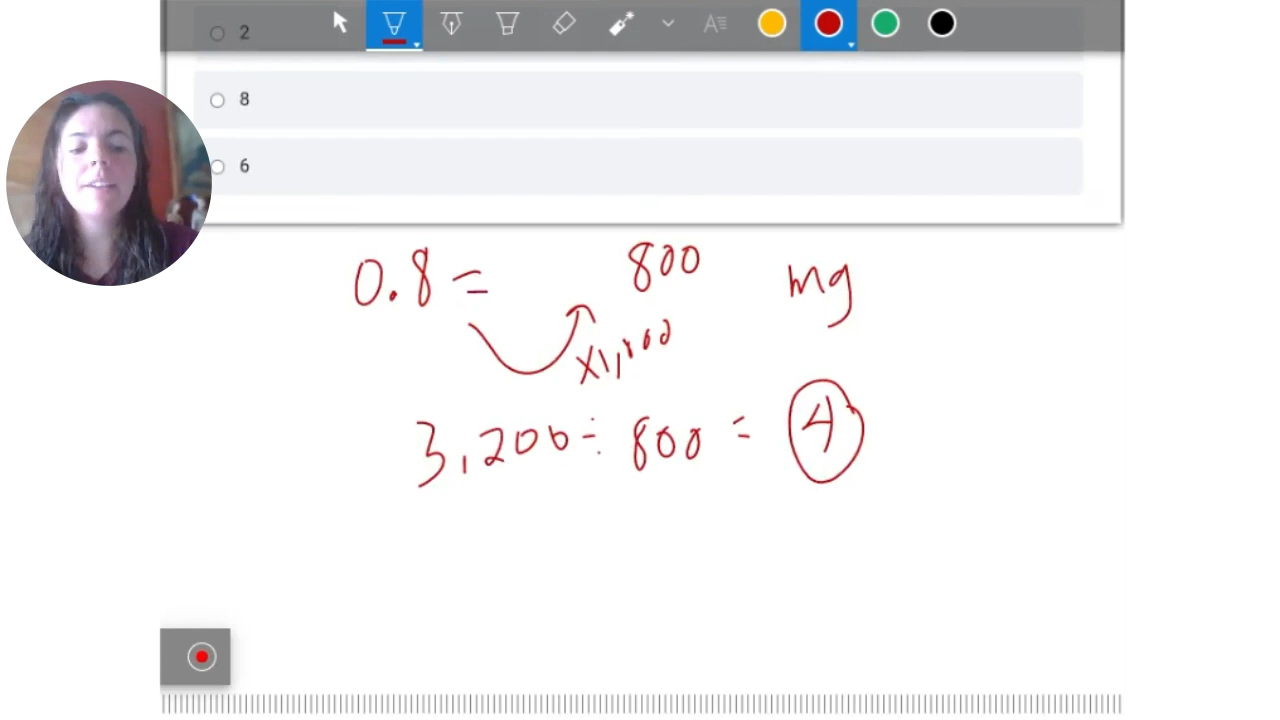 2
8
6
0.8 = 800 mg
x1,000
3,200 ÷ 800 = 4